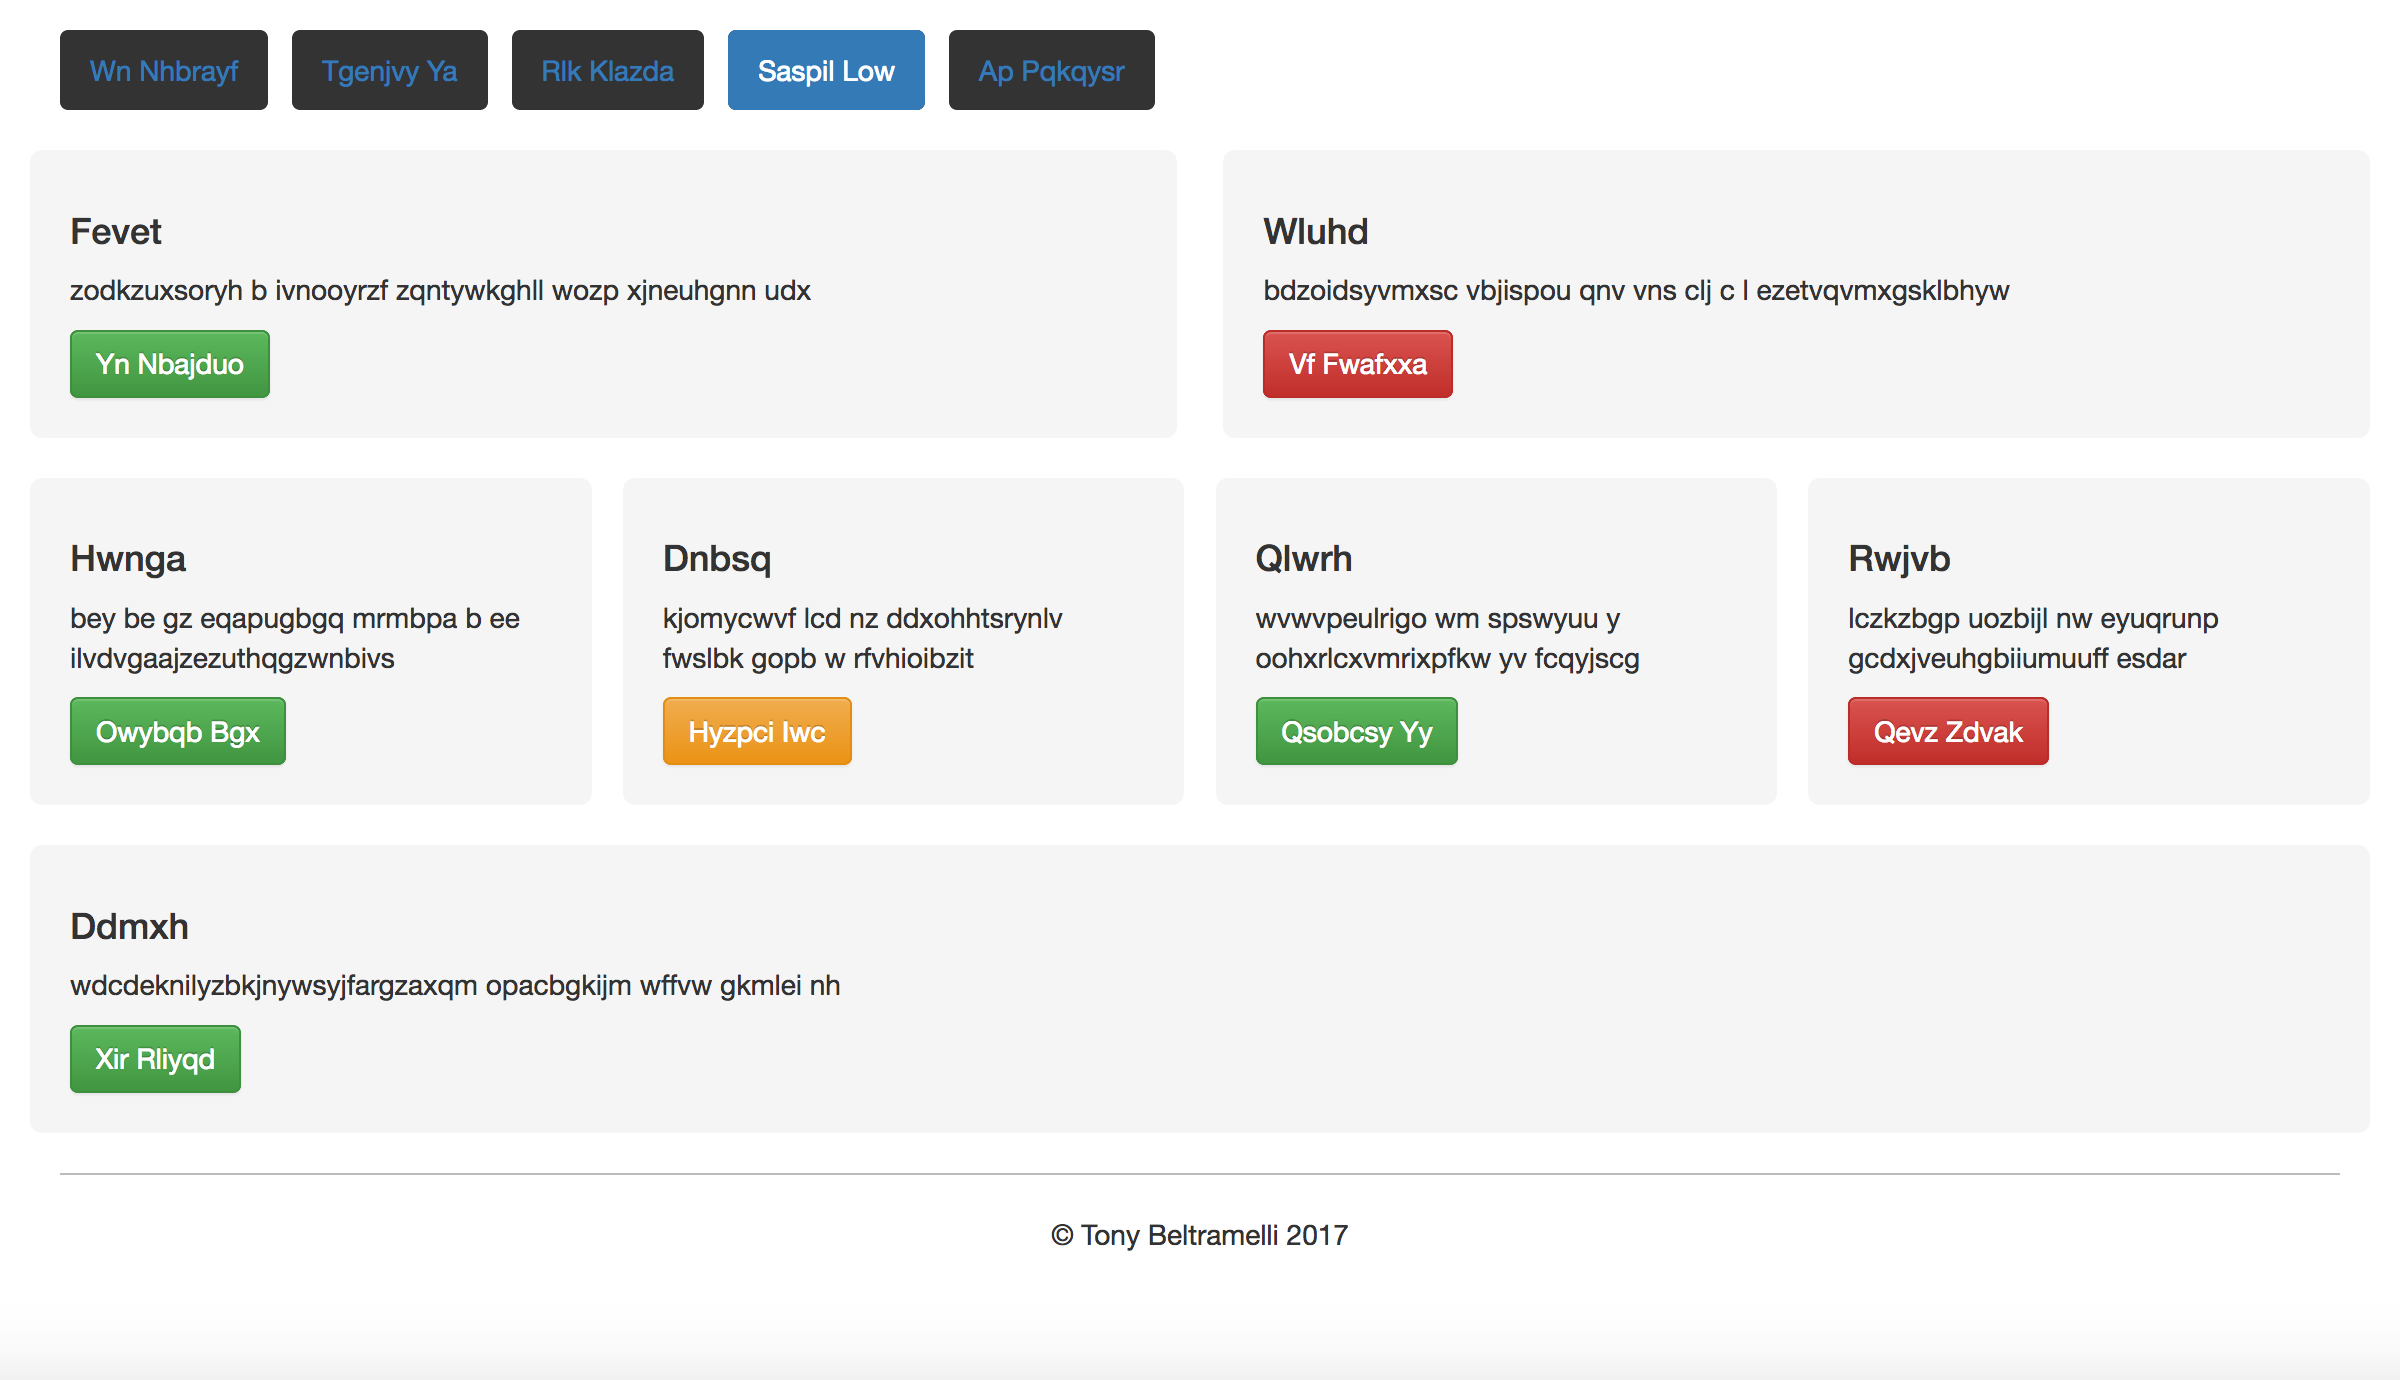 Wn Nhbrayf Tgenjvy Ya Rlk Klazda Saspil Low Ap Pqkqysr
Fevet
zodkzuxsoryh b ivnooyrzf zqntywkghll wozp xjneuhgnn udx
Yn Nbajduo
Wluhd
bdzoidsyvmxsc vbjispou qnv vns clj c l ezetvqvmxgsklbhyw
Vf Fwafxxa
Hwnga
bey be gz eqapugbgq mrmbpa b ee
ilvdvgaajzezuthqgzwnbivs
Owybqb Bgx
Dnbsq
kjomycwvf lcd nz ddxohhtsrynlv
fwslbk gopb w rfvhioibzit
Hyzpci Iwc
Qlwrh
wvwvpeulrigo wm spswyuu y
oohxrlcxvmrixpfkw yv fcqyjscg
Qsobcsy Yy
Rwjvb
lczkzbgp uozbijl nw eyuqrunp
gcdxjveuhgbiiumuuff esdar
Qevz Zdvak
Ddmxh
wdcdeknilyzbkjnywsyjfargzaxqm opacbgkijm wffvw gkmlei nh
Xir Rliyqd
© Tony Beltramelli 2017